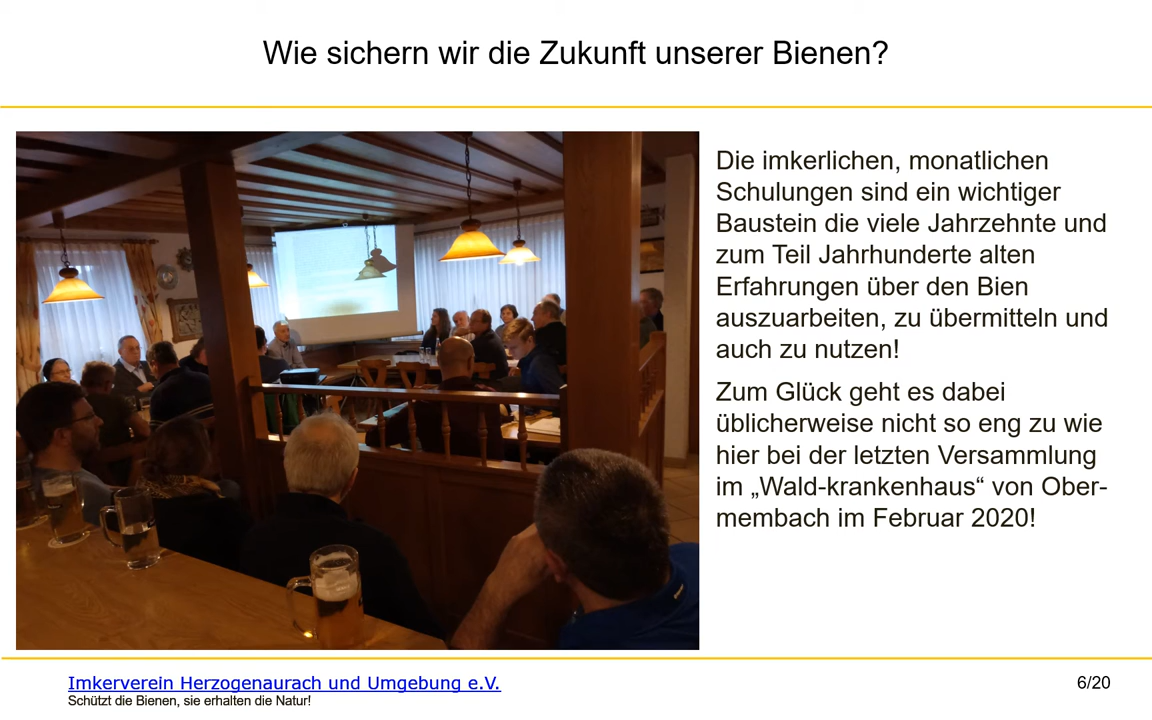 Wie sichern wir die Zukunft unserer Bienen?
Die imkerlichen, monatlichen
Schulungen sind ein wichtiger
Baustein die viele Jahrzehnte und
zum Teil Jahrhunderte alten
Erfahrungen über den Bien
auszuarbeiten, zu übermitteln und
auch zu nutzen!
Zum Glück geht es dabei
üblicherweise nicht so eng zu wie
hier bei der letzten Versammlung
im „Wald-krankenhaus“ von Ober-
membach im Februar 2020!
Imkerverein Herzogenaurach und Umgebung e.V.
Schützt die Bienen, sie erhalten die Natur!
6/20